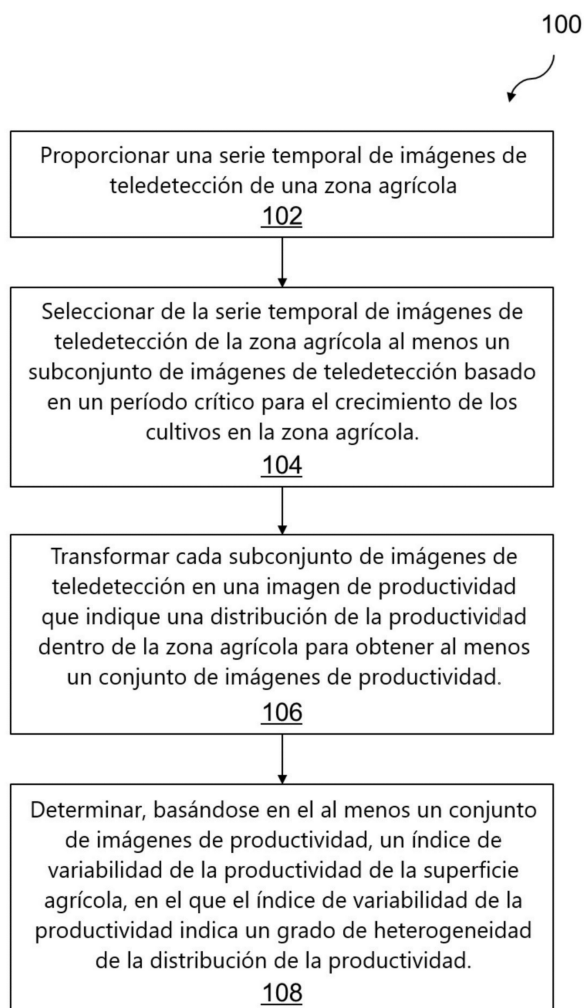 100
Proporcionar una serie temporal de imágenes de
teledetección de una zona agrícola
102
Seleccionar de la serie temporal de imágenes de
teledetección de la zona agrícola al menos un
subconjunto de imágenes de teledetección basado
en un período crítico para el crecimiento de los
cultivos en la zona agrícola.
104
Transformar cada subconjunto de imágenes de
teledetección en una imagen de productividad
que indique una distribución de la productividad
dentro de la zona agrícola para obtener al menos
un conjunto de imágenes de productividad.
106
Determinar, basándose en el al menos un conjunto
de imágenes de productividad, un índice de
variabilidad de la productividad de la superficie
agrícola, en el que el índice de variabilidad de la
productividad indica un grado de heterogeneidad
de la distribución de la productividad.
108